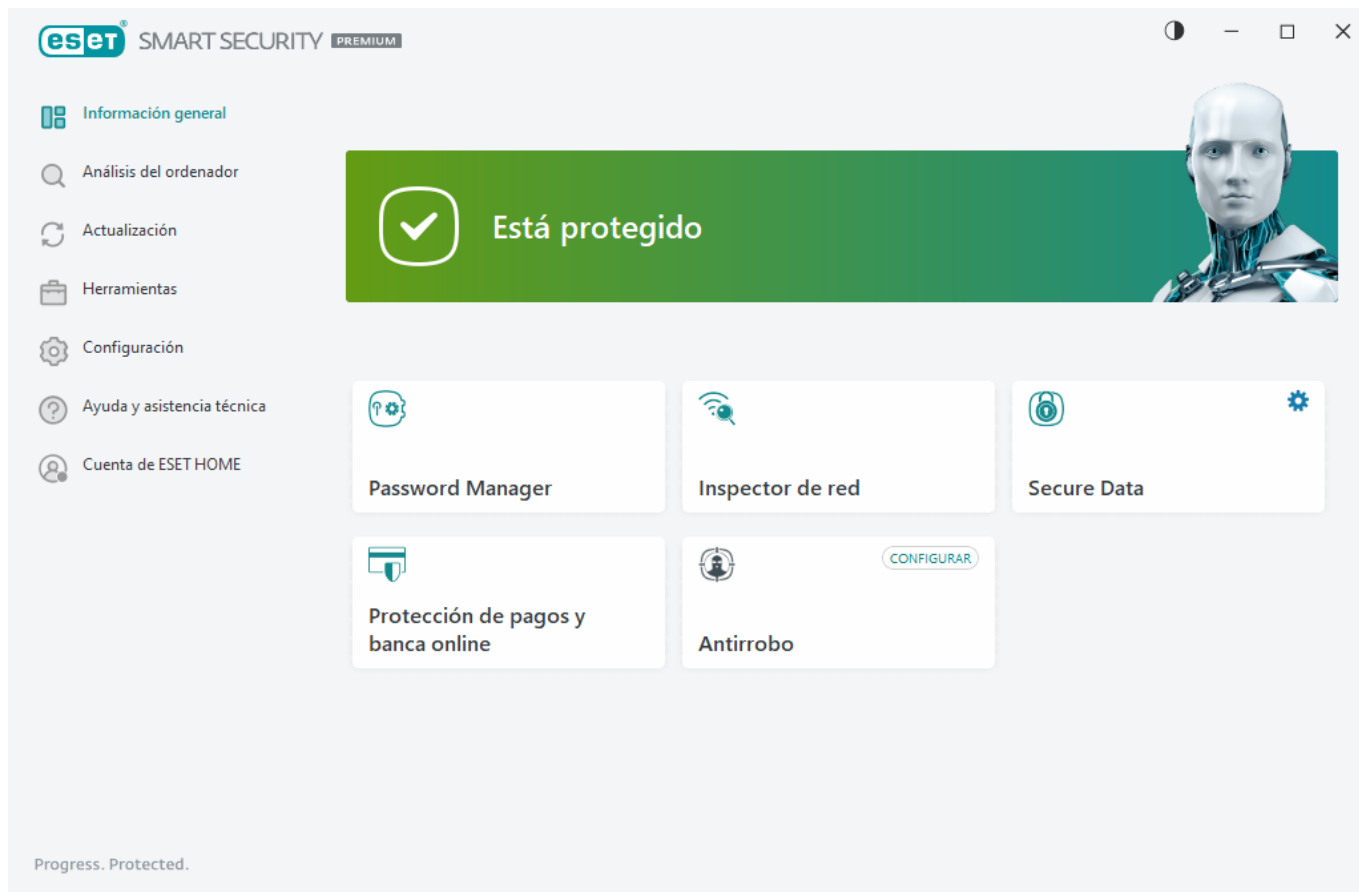 eset® SMART SECURITY PREMIUM
Información general
Análisis del ordenador
Actualización
Herramientas
Configuración
Ayuda y asistencia técnica
Cuenta de ESET HOME
Está protegido
Password Manager
Inspector de red
Secure Data
Protección de pagos y
banca online
CONFIGURAR
Antirrobo
Progress. Protected.